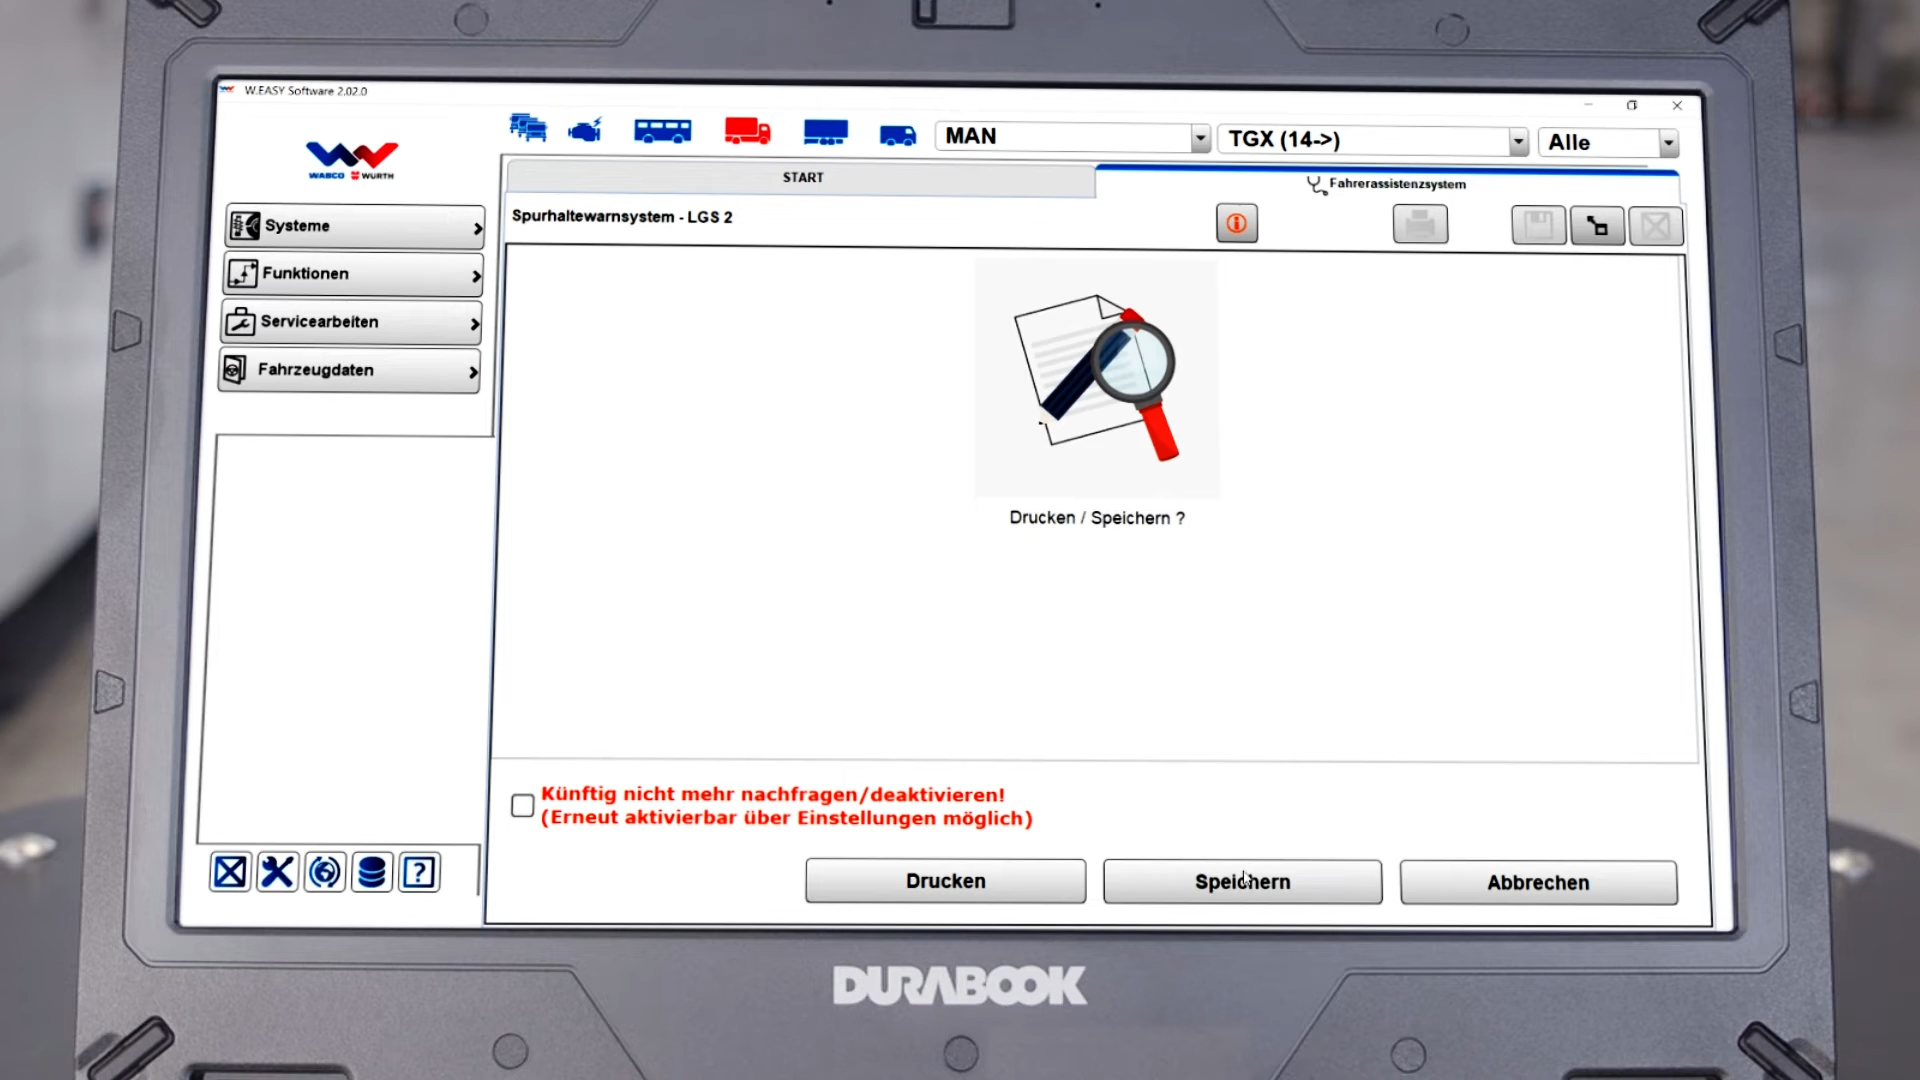 W.EASY Software 2.02.0
WABCO WÜRTH
MAN
TGX (14->)
Alle
START
Fahrerassistenzsystem
Spurhaltewarnsystem - LGS 2
Systeme
Funktionen
Servicearbeiten
Fahrzeugdaten
Drucken / Speichern ?
Künftig nicht mehr nachfragen/deaktivieren!
(Erneut aktivierbar über Einstellungen möglich)
Drucken
Speichern
Abbrechen
DURABOOK